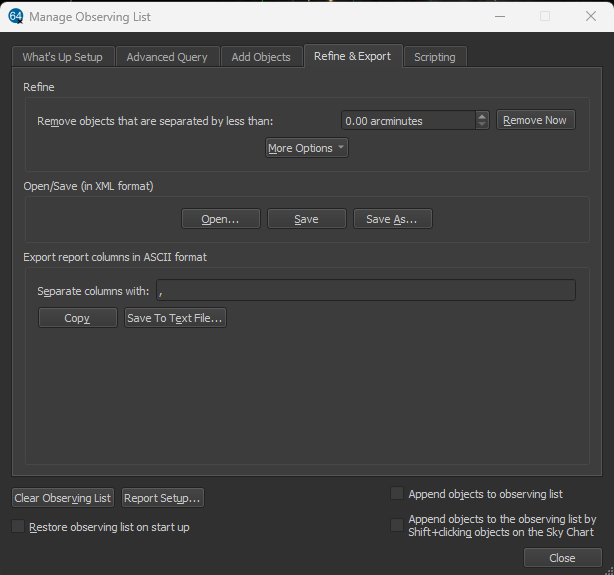 64
Manage Observing List
What's Up Setup
Advanced Query
Add Objects
Refine & Export
Scripting
Refine
Remove objects that are separated by less than:
0.00 arcminutes
Remove Now
More Options
Open/Save (in XML format)
Open...
Save
Save As...
Export report columns in ASCII format
Separate columns with:
,
Copy
Save To Text File...
Clear Observing List
Report Setup...
Append objects to observing list
Restore observing list on start up
Append objects to the observing list by
Shift+clicking objects on the Sky Chart
Close